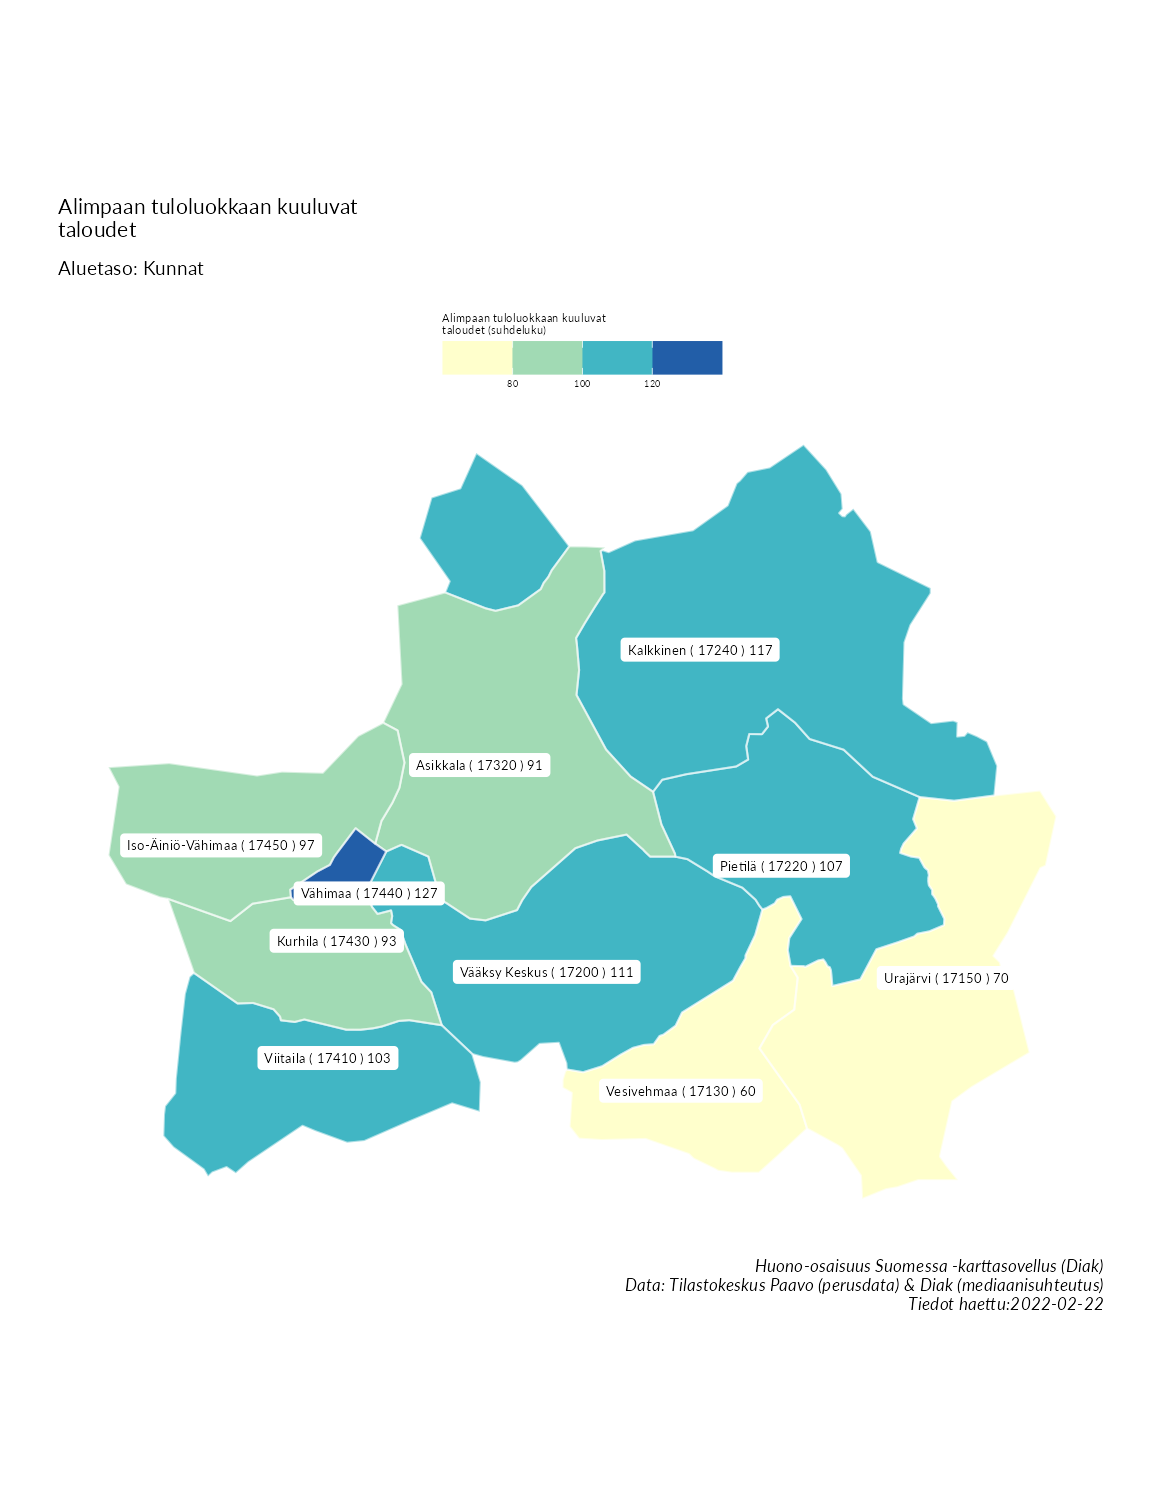 Alimpaan tuloluokkaan kuuluvat
taloudet
Aluetaso: Kunnat
Alimpaan tuloluokkaan kuuluvat
taloudet (suhdeluku)
80 100 120
Kalkkinen ( 17240 ) 117
Asikkala ( 17320 ) 91
Iso-Äiniö-Vähimaa ( 17450 ) 97
Pietilä ( 17220 ) 107
Vähimaa ( 17440 ) 127
Kurhila ( 17430 ) 93
Vääksy Keskus ( 17200 ) 111
Urajärvi ( 17150 ) 70
Viitaila ( 17410 ) 103
Vesivehmaa ( 17130 ) 60
Huono-osaisuus Suomessa -karttasovellus (Diak)
Data: Tilastokeskus Paavo (perusdata) & Diak (mediaanisuhteutus)
Tiedot haettu:2022-02-22